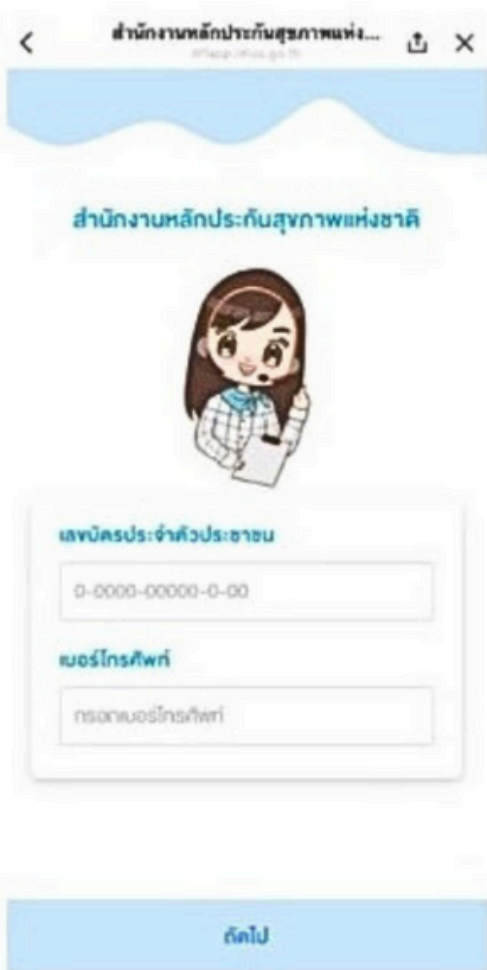 สำนักงานหลักประกันสุขภาพแห่ง...
สำนักงานหลักประกันสุขภาพแห่งชาติ
เลขบัตรประจำตัวประชาชน
0-0000-00000-0-00
เบอร์โทรศัพท์
กรอกเบอร์โทรศัพท์
ถัดไป